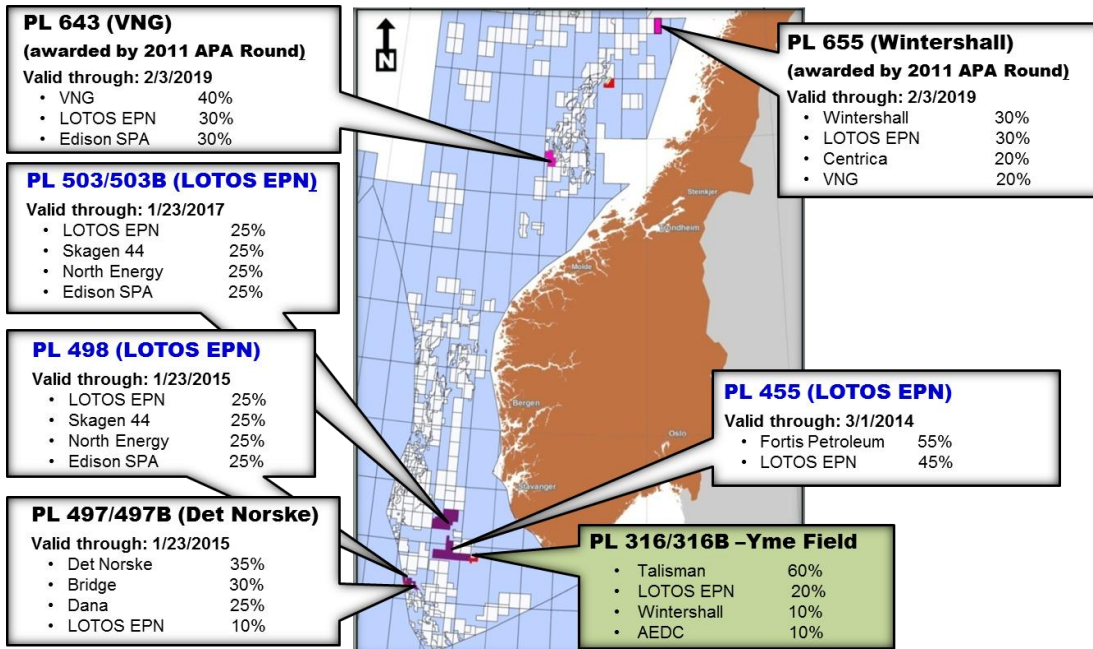 PL 643 (VNG)
(awarded by 2011 APA Round)
Valid through: 2/3/2019
• VNG 40%
• LOTOS EPN 30%
• Edison SPA 30%
PL 503/503B (LOTOS EPN)
Valid through: 1/23/2017
• LOTOS EPN 25%
• Skagen 44 25%
• North Energy 25%
• Edison SPA 25%
PL 498 (LOTOS EPN)
Valid through: 1/23/2015
• LOTOS EPN 25%
• Skagen 44 25%
• North Energy 25%
• Edison SPA 25%
PL 497/497B (Det Norske)
Valid through: 1/23/2015
• Det Norske 35%
• Bridge 30%
• Dana 25%
• LOTOS EPN 10%
N
Steinkjer
Molde
Bergen
Oslo
Stavanger
PL 655 (Wintershall)
(awarded by 2011 APA Round)
Valid through: 2/3/2019
• Wintershall 30%
• LOTOS EPN 30%
• Centrica 20%
• VNG 20%
PL 455 (LOTOS EPN)
Valid through: 3/1/2014
• Fortis Petroleum 55%
• LOTOS EPN 45%
PL 316/316B –Yme Field
• Talisman 60%
• LOTOS EPN 20%
• Wintershall 10%
• AEDC 10%